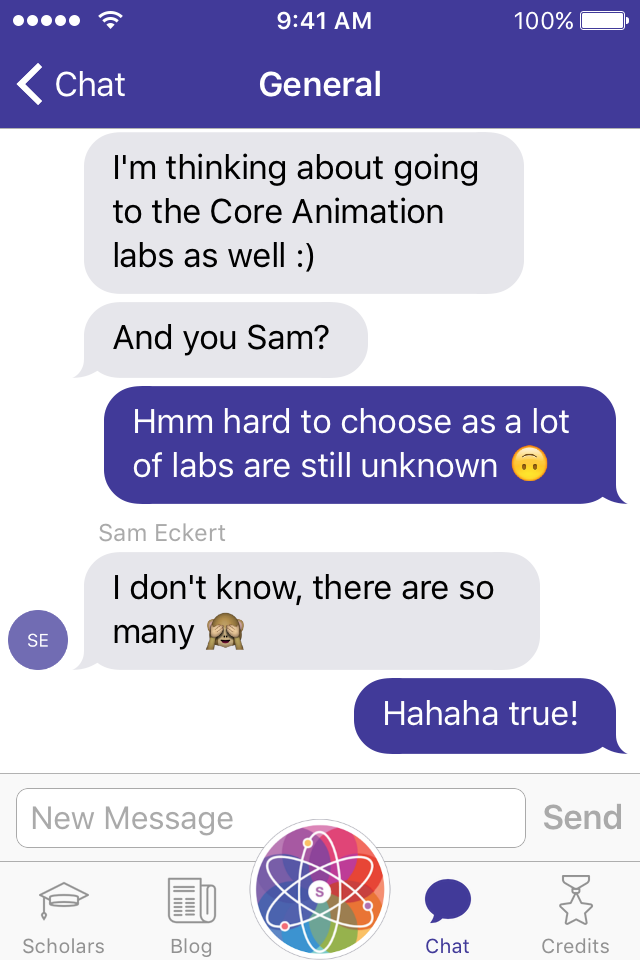 9:41 AM 100%
Chat General
I'm thinking about going
to the Core Animation
labs as well :)
And you Sam?
Hmm hard to choose as a lot
of labs are still unknown 🙃
Sam Eckert
I don't know, there are so
many 🙈
SE
Hahaha true!
New Message Send
S
Scholars Blog Chat Credits